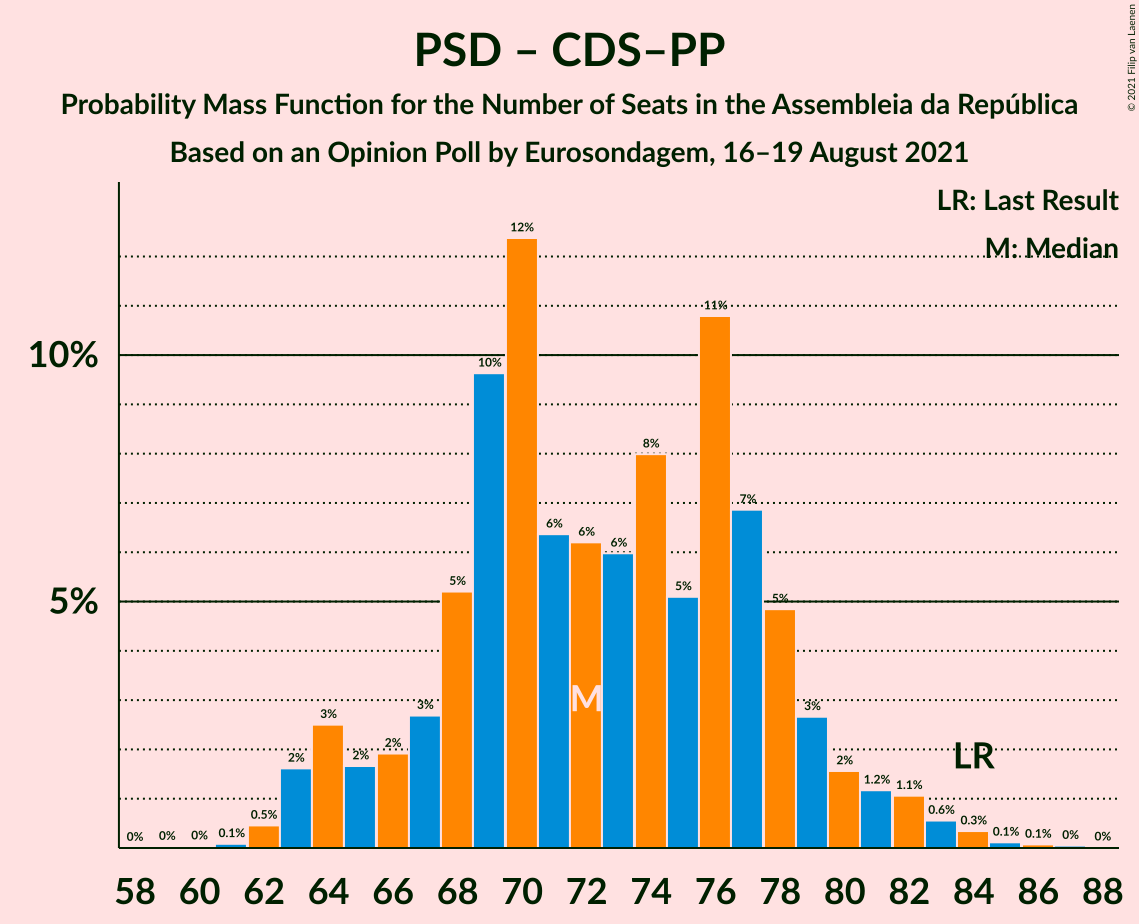 PSD – CDS–PP
Probability Mass Function for the Number of Seats in the Assembleia da República
Based on an Opinion Poll by Eurosondagem, 16–19 August 2021
© 2021 Filip van Laenen
LR: Last Result
M: Median
10%
5%
0% 0% 0% 0.1% 0.5% 2% 3% 2% 2% 3% 5% 10% 12% 6% 6% 6% 8% 5% 11% 7% 5% 3% 2% 1.2% 1.1% 0.6% 0.3% 0.1% 0.1% 0% 0%
M
LR
58 60 62 64 66 68 70 72 74 76 78 80 82 84 86 88